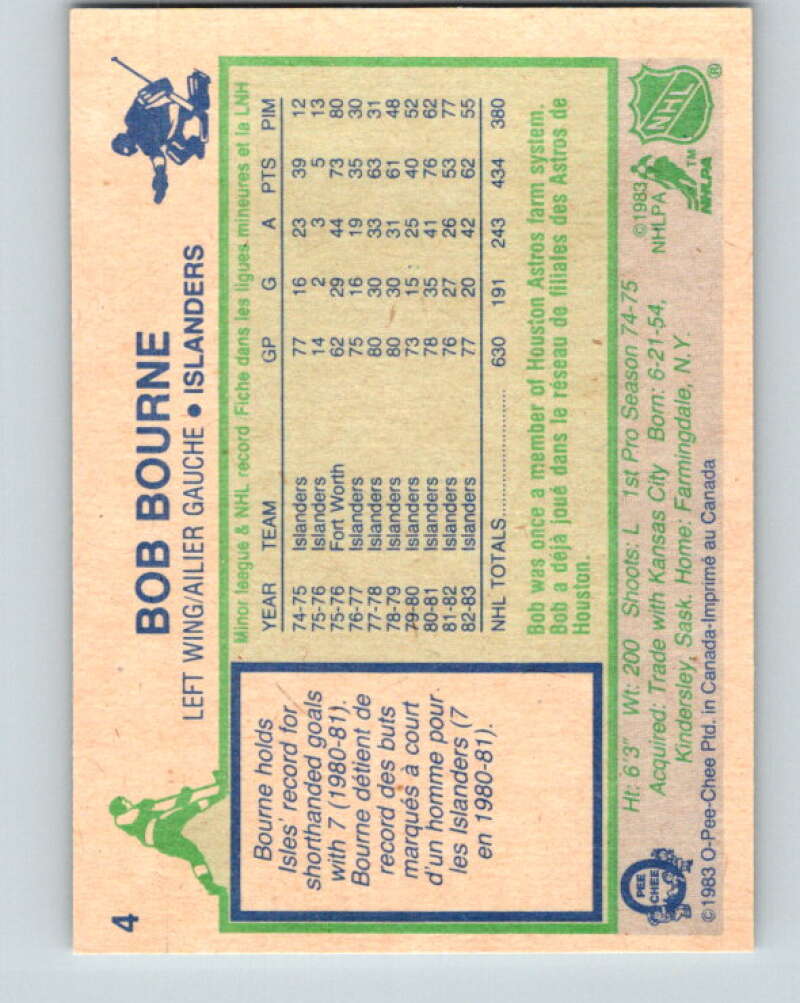 4
BOB BOURNE
LEFT WING/AILIER GAUCHE • ISLANDERS
Bourne holds
Isles' record for
shorthanded goals
with 7 (1980-81).
Bourne détient de
record des buts
marqués à court
d'un homme pour
les Islanders (7
en 1980-81).
Minor league & NHL record/Fiche dans les ligues mineures et la LNH
YEAR TEAM GP G A PTS PIM
74-75 Islanders 77 16 23 39 12
75-76 Islanders 14 2 3 5 13
75-76 Fort Worth 62 29 44 73 80
76-77 Islanders 75 16 19 35 30
77-78 Islanders 80 30 33 63 31
78-79 Islanders 80 30 31 61 48
79-80 Islanders 73 15 25 40 52
80-81 Islanders 78 35 41 76 62
81-82 Islanders 76 27 26 53 77
82-83 Islanders 77 20 42 62 55
NHL TOTALS 630 191 243 434 380
Bob was once a member of Houston Astros farm system.
Bob a déjà joué dans le réseau de filiales des Astros de
Houston.
Ht: 6'3" Wt: 200 Shoots: L 1st Pro Season 74-75
Acquired: Trade with Kansas City Born: 6-21-54,
Kindersley, Sask. Home: Farmingdale, N.Y.
©1983 O-Pee-Chee Ptd. in Canada-Imprimé au Canada
O PEE CHEE
©1983
NHLPA
NHLPA
TM
NHL
®